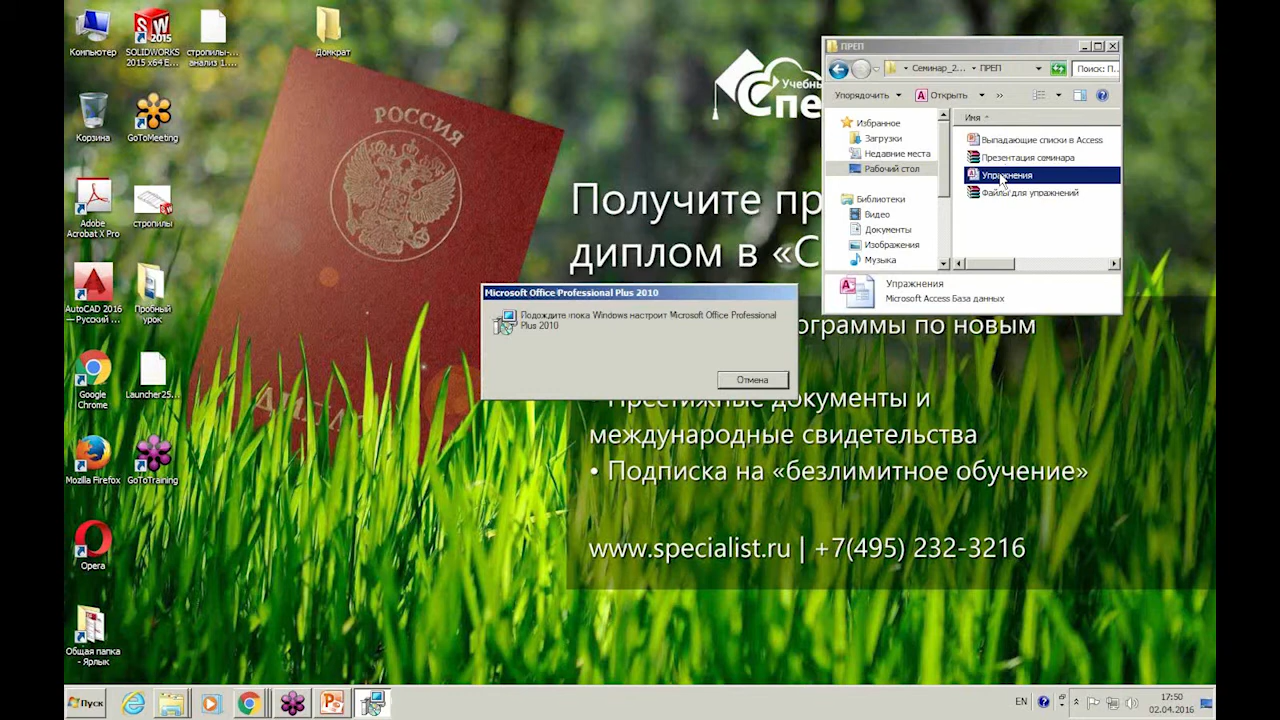 Компьютер
SOLIDWORKS
2015 x64 E...
стропилы-...
анализ 1....
Донкрат
Корзина
GoToMeeting
Adobe
Acrobat X Pro
стропилы
AutoCAD 2016
— Русский ...
Пробный
урок
Google
Chrome
Launcher25...
Mozilla Firefox
GoToTraining
Opera
Общая папка
- Ярлык
РОССИЯ
Учебны
Спе
Получите пр
диплом в «С
ограммы по новым
• Престижные документы и
международные свидетельства
• Подписка на «безлимитное обучение»
www.specialist.ru | +7(495) 232-3216
ПРЕП
Семинар_2... ПРЕП
Поиск: П...
Упорядочить
Открыть
»
Имя
Избранное
Загрузки
Недавние места
Рабочий стол
Библиотеки
Видео
Документы
Изображения
Музыка
Выпадающие списки в Access
Презентация семинара
Упражнения
Файлы для упражнений
Упражнения
Microsoft Access База данных
Microsoft Office Professional Plus 2010
Подождите пока Windows настроит Microsoft Office Professional
Plus 2010
Отмена
Пуск
EN
17:50
02.04.2016